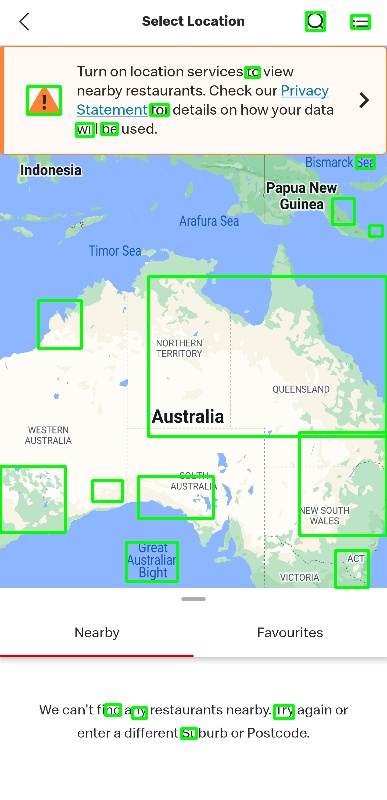 Select Location
Turn on location services to view
nearby restaurants. Check our Privacy
Statement for details on how your data
will be used.
Indonesia
Bismarck Sea
Papua New
Guinea
Arafura Sea
Timor Sea
NORTHERN
TERRITORY
QUEENSLAND
Australia
WESTERN
AUSTRALIA
SOUTH
AUSTRALIA
NEW SOUTH
WALES
Great
Australian
Bight
ACT
VICTORIA
Nearby
Favourites
We can't find any restaurants nearby. Try again or
enter a different Suburb or Postcode.